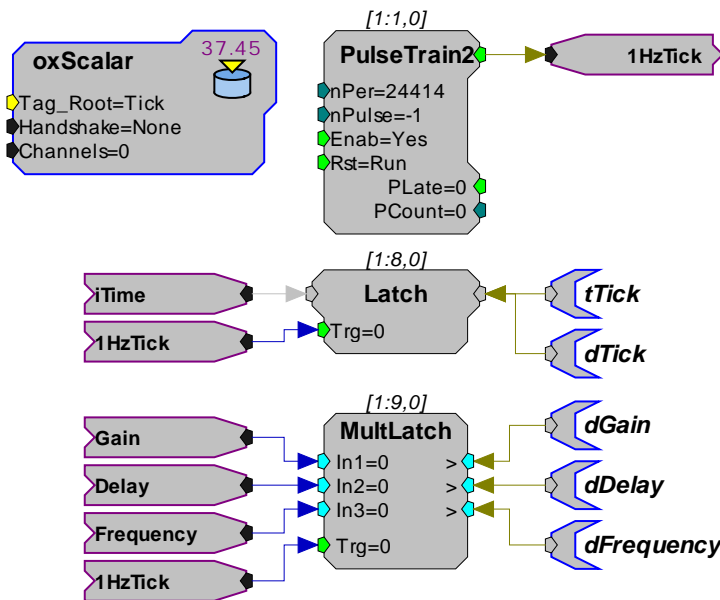 oxScalar
37.45
Tag_Root=Tick
Handshake=None
Channels=0
[1:1,0]
PulseTrain2
nPer=24414
nPulse=-1
Enab=Yes
Rst=Run
PLate=0
PCount=0
1HzTick
[1:8,0]
iTime
Latch
tTick
1HzTick
Trg=0
dTick
[1:9,0]
Gain
MultLatch
dGain
In1=0 >
Delay
In2=0 >
dDelay
In3=0 >
Frequency
dFrequency
Trg=0
1HzTick